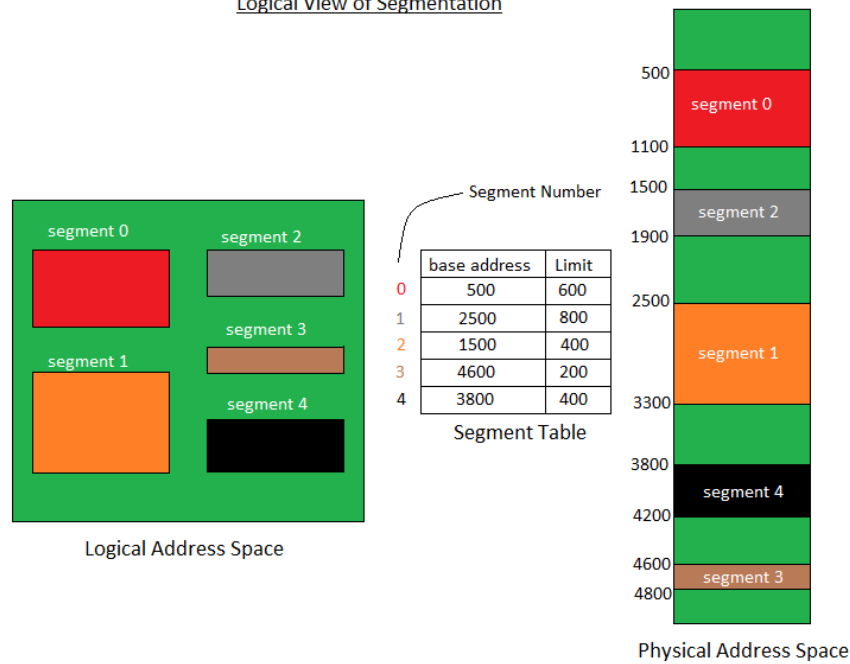 Logical View of Segmentation
segment 0
segment 2
segment 3
segment 1
segment 4
Logical Address Space
Segment Number
base address Limit
0 500 600
1 2500 800
2 1500 400
3 4600 200
4 3800 400
Segment Table
500
segment 0
1100
1500
segment 2
1900
2500
segment 1
3300
3800
segment 4
4200
4600
segment 3
4800
Physical Address Space